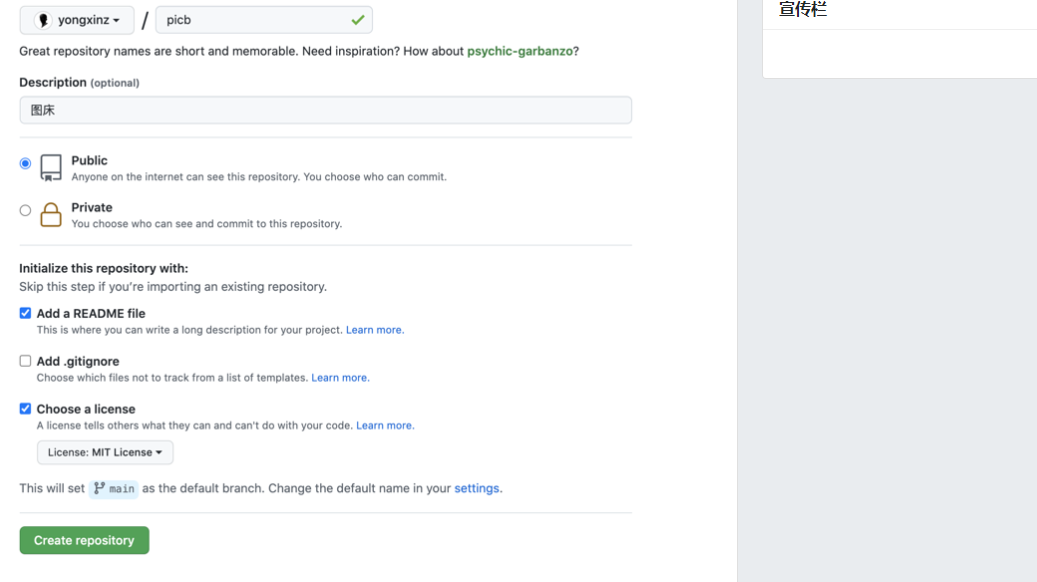 yongxinz / picb
Great repository names are short and memorable. Need inspiration? How about psychic-garbanzo?
Description (optional)
图床
Public
Anyone on the internet can see this repository. You choose who can commit.
Private
You choose who can see and commit to this repository.
Initialize this repository with:
Skip this step if you're importing an existing repository.
Add a README file
This is where you can write a long description for your project. Learn more.
Add .gitignore
Choose which files not to track from a list of templates. Learn more.
Choose a license
A license tells others what they can and can't do with your code. Learn more.
License: MIT License
This will set main as the default branch. Change the default name in your settings.
Create repository
宣传栏